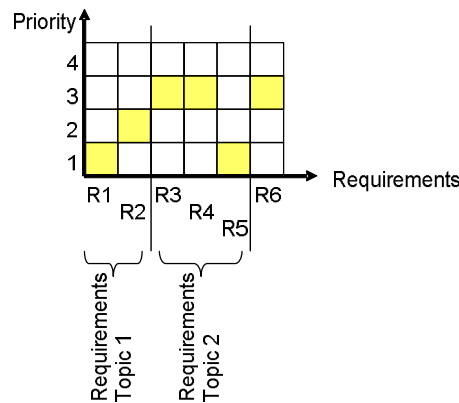 Priority
4
3
2
1
Requirements
R1
R2
R3
R4
R5
R6
Requirements
Topic 1
Requirements
Topic 2